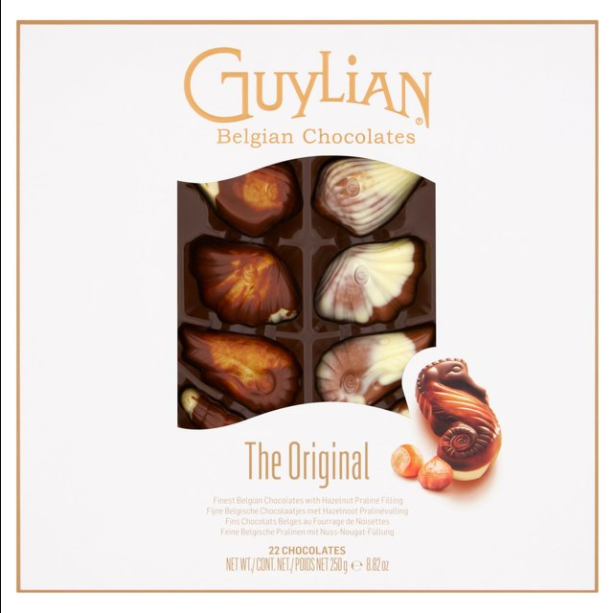 GUYLIAN®
Belgian Chocolates
The Original
Finest Belgian Chocolates with Hazelnut Praliné Filling
Fijne Belgische Chocolaatjes met Hazelnoot Pralinévulling
Fins Chocolats Belges au Fourrage de Noisettes
Feine Belgische Pralinen mit Nuss-Nougat-Füllung
22 CHOCOLATES
NET WT./CONT. NET./POIDS NET 250g ℮ 8.82oz